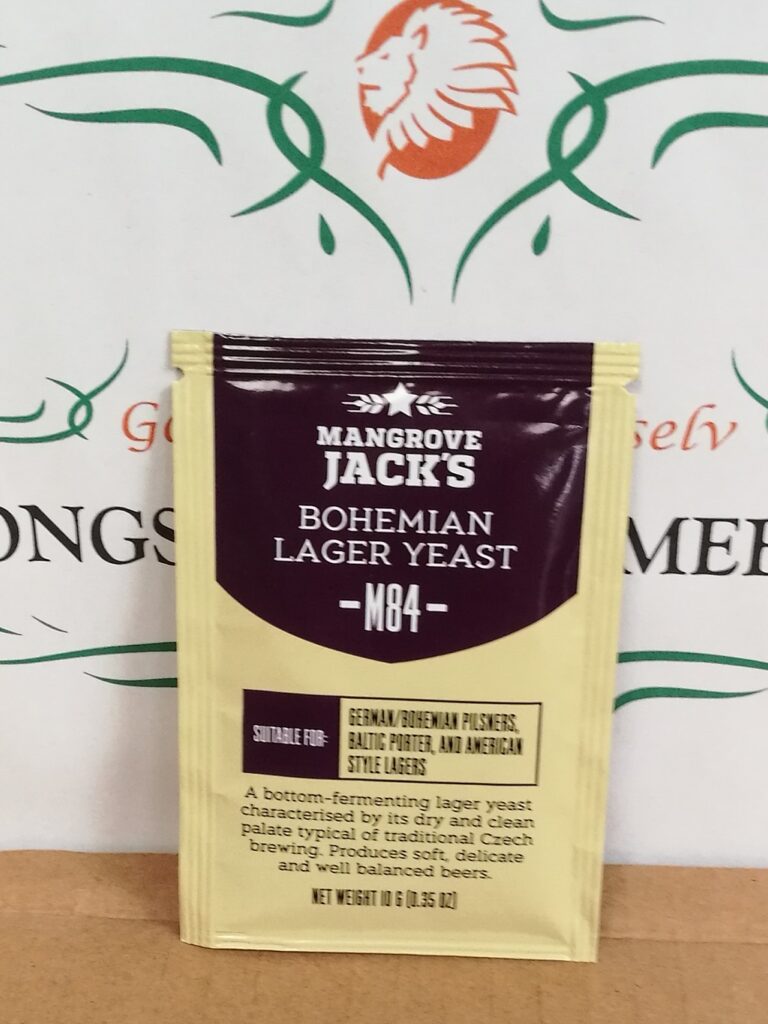 MANGROVE
JACK'S
BOHEMIAN
LAGER YEAST
-M84-
SUITABLE FOR:
GERMAN/BOHEMIAN PILSNERS,
BALTIC PORTER, AND AMERICAN
STYLE LAGERS
A bottom-fermenting lager yeast
characterised by its dry and clean
palate typical of traditional Czech
brewing. Produces soft, delicate
and well balanced beers.
NET WEIGHT 10 G (0.35 OZ)